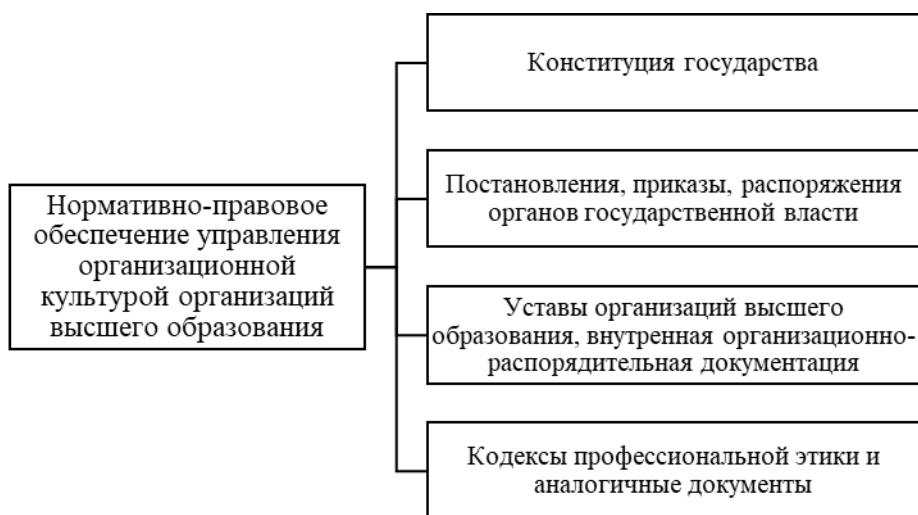 Нормативно-правовое
обеспечение управления
организационной
культурой организаций
высшего образования
Конституция государства
Постановления, приказы, распоряжения
органов государственной власти
Уставы организаций высшего
образования, внутренная организационно-
распорядительная документация
Кодексы профессиональной этики и
аналогичные документы